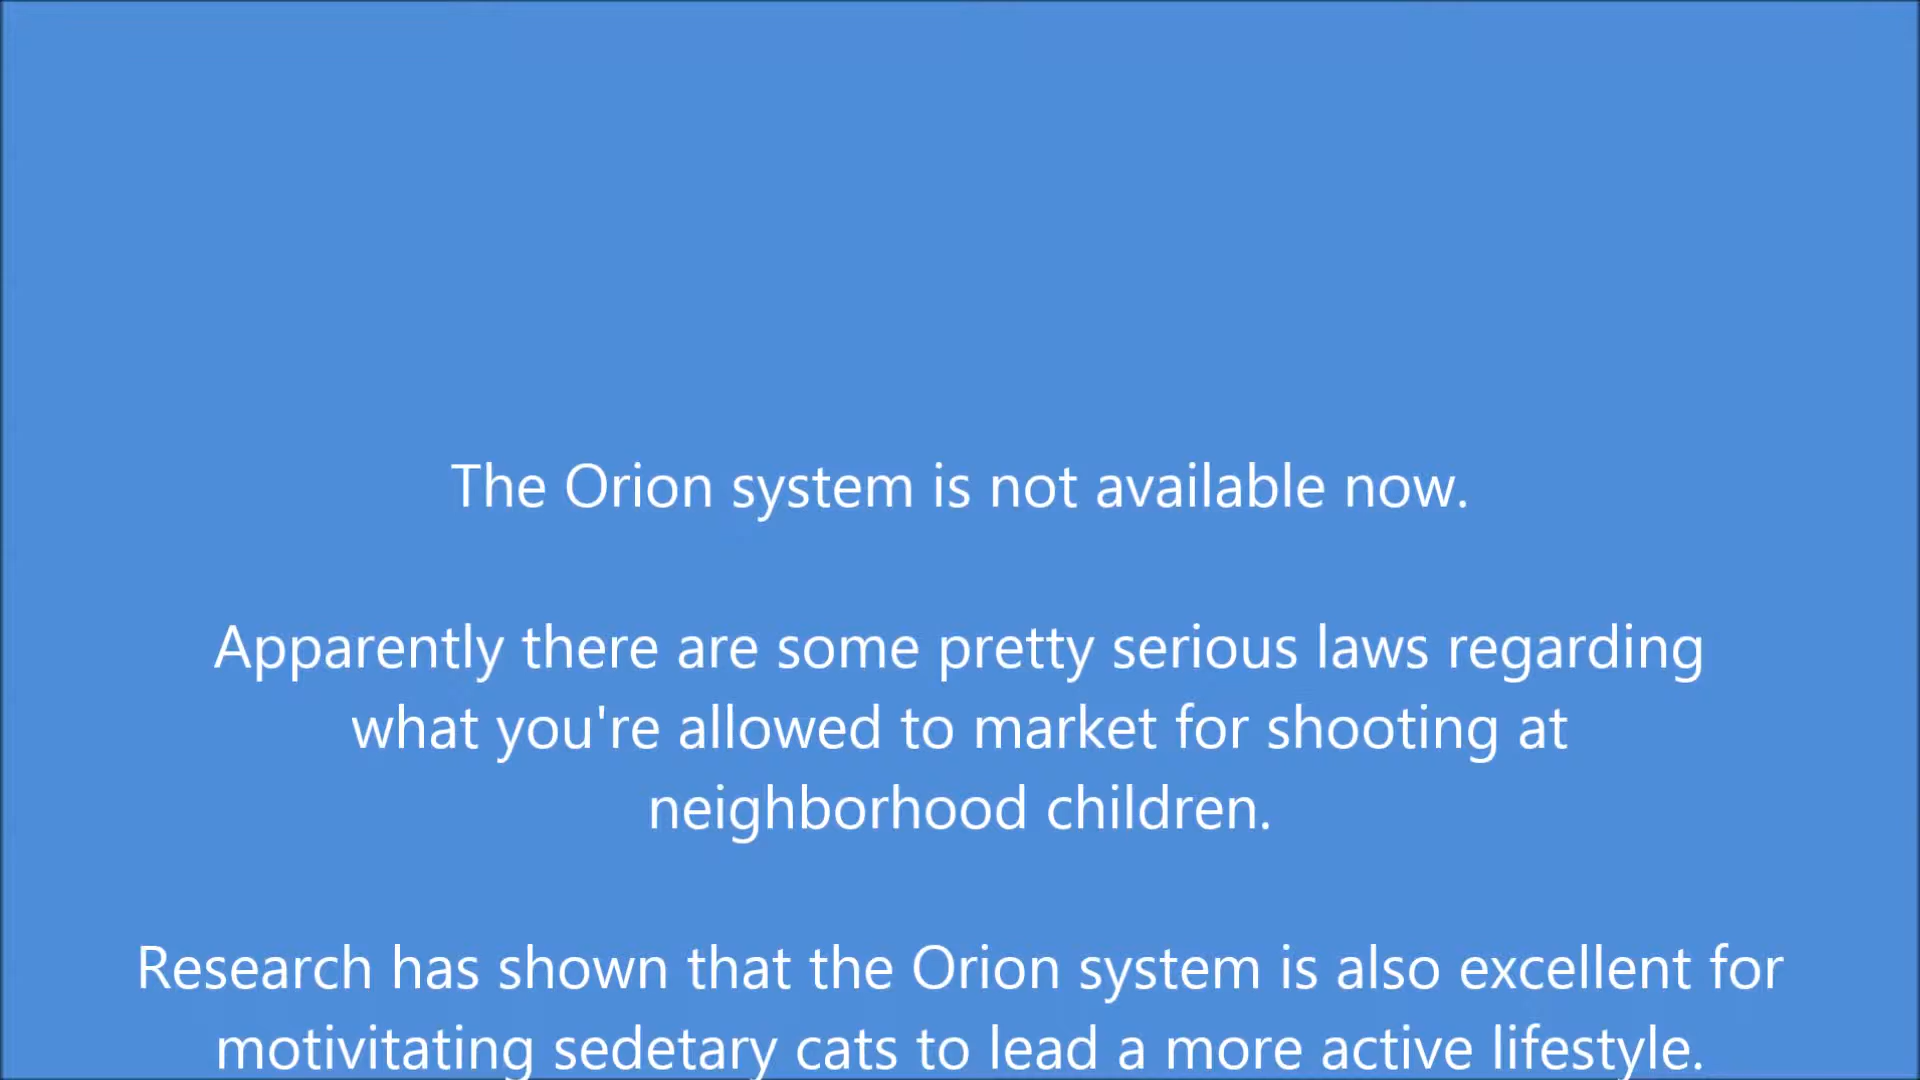 The Orion system is not available now.
Apparently there are some pretty serious laws regarding
what you're allowed to market for shooting at
neighborhood children.
Research has shown that the Orion system is also excellent for
motivitating sedetary cats to lead a more active lifestyle.